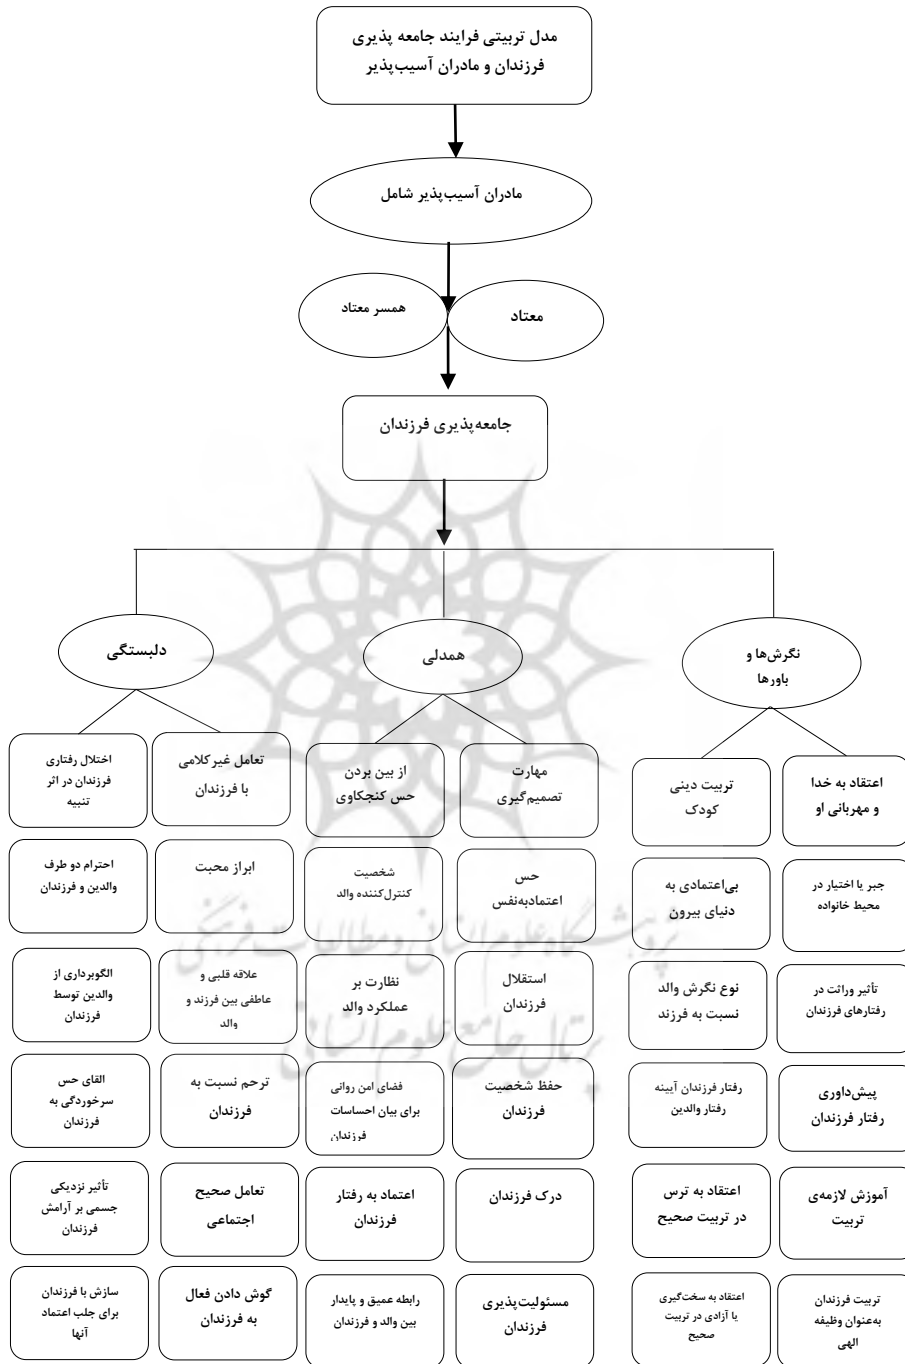 مدل تربیتی فرایند جامعه پذیری
فرزندان و مادران آسیب‌پذیر
مادران آسیب‌پذیر شامل
معتاد
همسر معتاد
جامعه‌پذیری فرزندان
نگرش‌ها و
باورها
همدلی
دلبستگی
اعتقاد به خدا
و مهربانی او
تربیت دینی
کودک
مهارت
تصمیم‌گیری
از بین بردن
حس کنجکاوی
تعامل غیرکلامی
با فرزندان
اختلال رفتاری
فرزندان در اثر
تنبیه
جبر یا اختیار در
محیط خانواده
بی‌اعتمادی به
دنیای بیرون
حس
اعتمادبه‌نفس
شخصیت
کنترل‌کننده والد
ابراز محبت
احترام دو طرف
والدین و فرزندان
تأثیر وراثت در
رفتارهای فرزندان
نوع نگرش والد
نسبت به فرزند
استقلال
فرزندان
نظارت بر
عملکرد والد
علاقه قلبی و
عاطفی بین فرزند و
والد
الگوبرداری از
والدین توسط
فرزندان
پیش‌داوری
رفتار فرزندان
رفتار فرزندان آیینه
رفتار والدین
حفظ شخصیت
فرزندان
فضای امن روانی
برای بیان احساسات
فرزندان
ترحم نسبت به
فرزندان
القای حس
سرخوردگی به
فرزندان
آموزش لازمه‌ی
تربیت
اعتقاد به ترس
در تربیت صحیح
درک فرزندان
اعتماد به رفتار
فرزندان
تعامل صحیح
اجتماعی
تأثیر نزدیکی
جسمی بر آرامش
فرزندان
تربیت فرزندان
به‌عنوان وظیفه
الهی
اعتقاد به سخت‌گیری
یا آزادی در تربیت
صحیح
مسئولیت‌پذیری
فرزندان
رابطه عمیق و پایدار
بین والد و فرزندان
گوش دادن فعال
به فرزندان
سازش با فرزندان
برای جلب اعتماد
آنها
پژوهشگاه علوم انسانی و مطالعات فرهنگی
پرتال جامع علوم انسانی